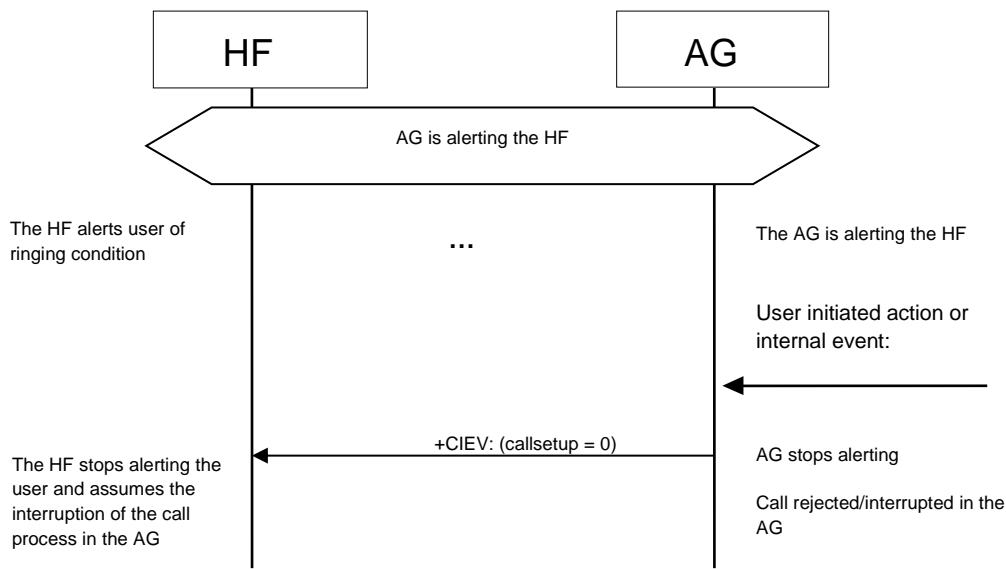 HF
AG
AG is alerting the HF
The HF alerts user of
ringing condition
...
The AG is alerting the HF
User initiated action or
internal event:
+CIEV: (callsetup = 0)
The HF stops alerting the
user and assumes the
interruption of the call
process in the AG
AG stops alerting
Call rejected/interrupted in the
AG